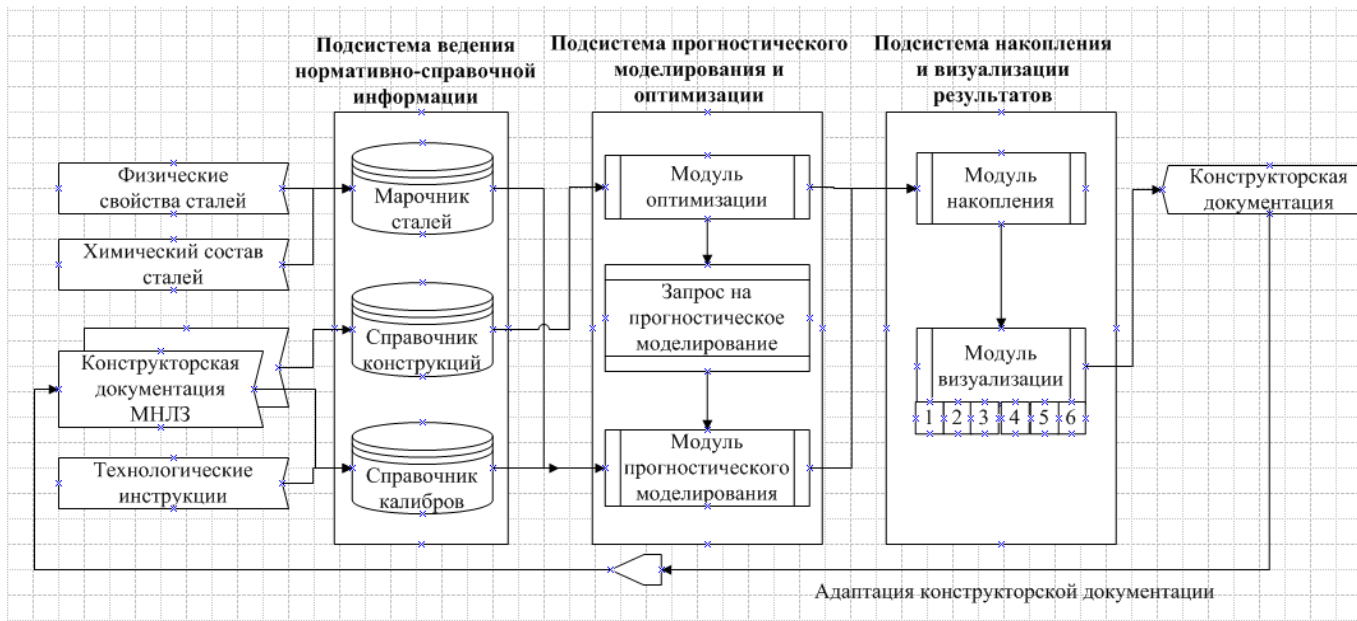 Подсистема ведения
нормативно-справочной
информации
Подсистема прогностического
моделирования и
оптимизации
Подсистема накопления
и визуализации
результатов
Физические
свойства сталей
Химический состав
сталей
Конструкторская
документация
МНЛЗ
Технологические
инструкции
Марочник
сталей
Справочник
конструкций
Справочник
калибров
Модуль
оптимизации
Запрос на
прогностическое
моделирование
Модуль
прогностического
моделирования
Модуль
накопления
Модуль
визуализации
1 2 3 4 5 6
Конструкторская
документация
Адаптация конструкторской документации